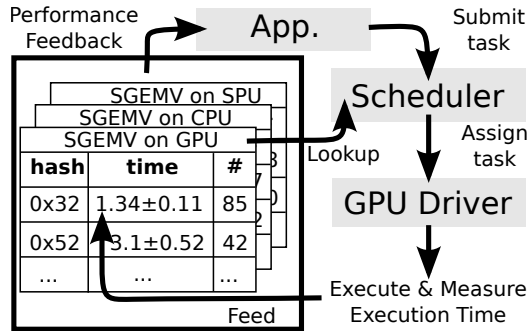 Performance
Feedback
App.
Submit
task
SGEMV on SPU
SGEMV on CPU
SGEMV on GPU
Scheduler
Lookup
Assign
task
hash time #
0x32 1.34±0.11 85
0x52 3.1±0.52 42
... ... ...
GPU Driver
Execute & Measure
Execution Time
Feed